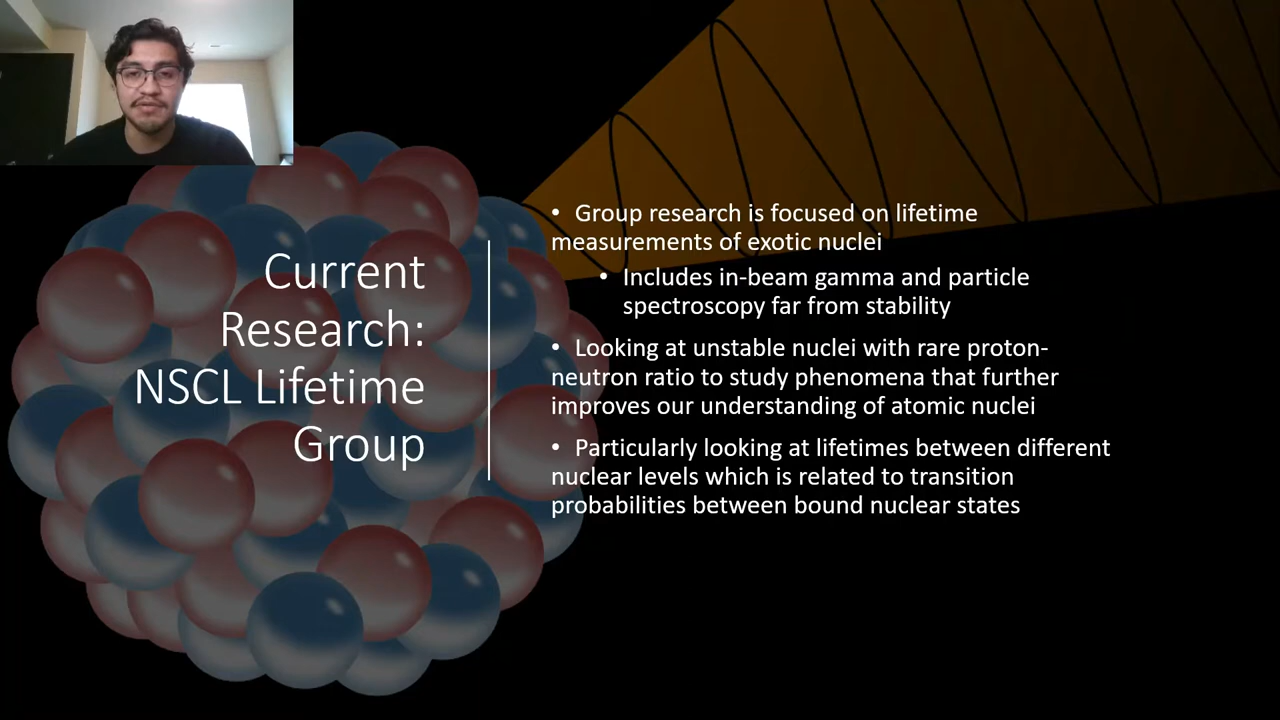 Current
Research:
NSCL Lifetime
Group
• Group research is focused on lifetime
measurements of exotic nuclei
• Includes in-beam gamma and particle
spectroscopy far from stability
• Looking at unstable nuclei with rare proton-
neutron ratio to study phenomena that further
improves our understanding of atomic nuclei
• Particularly looking at lifetimes between different
nuclear levels which is related to transition
probabilities between bound nuclear states